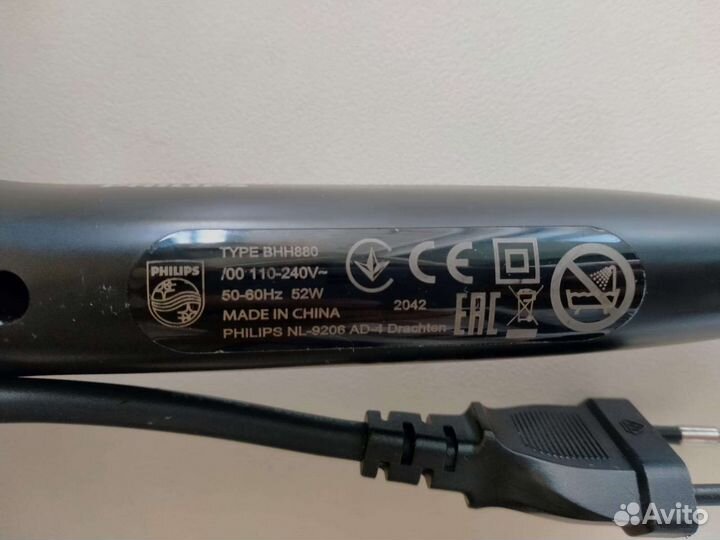 PHILIPS
TYPE BHH880
/00 110-240V~
50-60Hz 52W
MADE IN CHINA
PHILIPS NL-9206 AD-4 Drachten
CE
2042
EAC
Avito